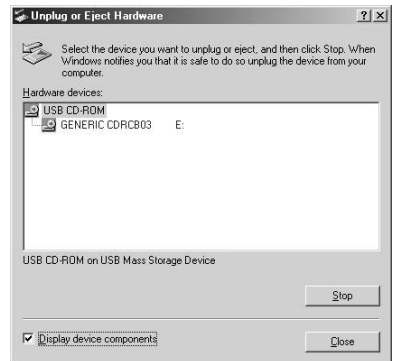 Unplug or Eject Hardware
Select the device you want to unplug or eject, and then click Stop. When
Windows notifies you that it is safe to do so unplug the device from your
computer.
Hardware devices:
USB CD-ROM
GENERIC CDRCB03 E:
USB CD-ROM on USB Mass Storage Device
Stop
Display device components
Close